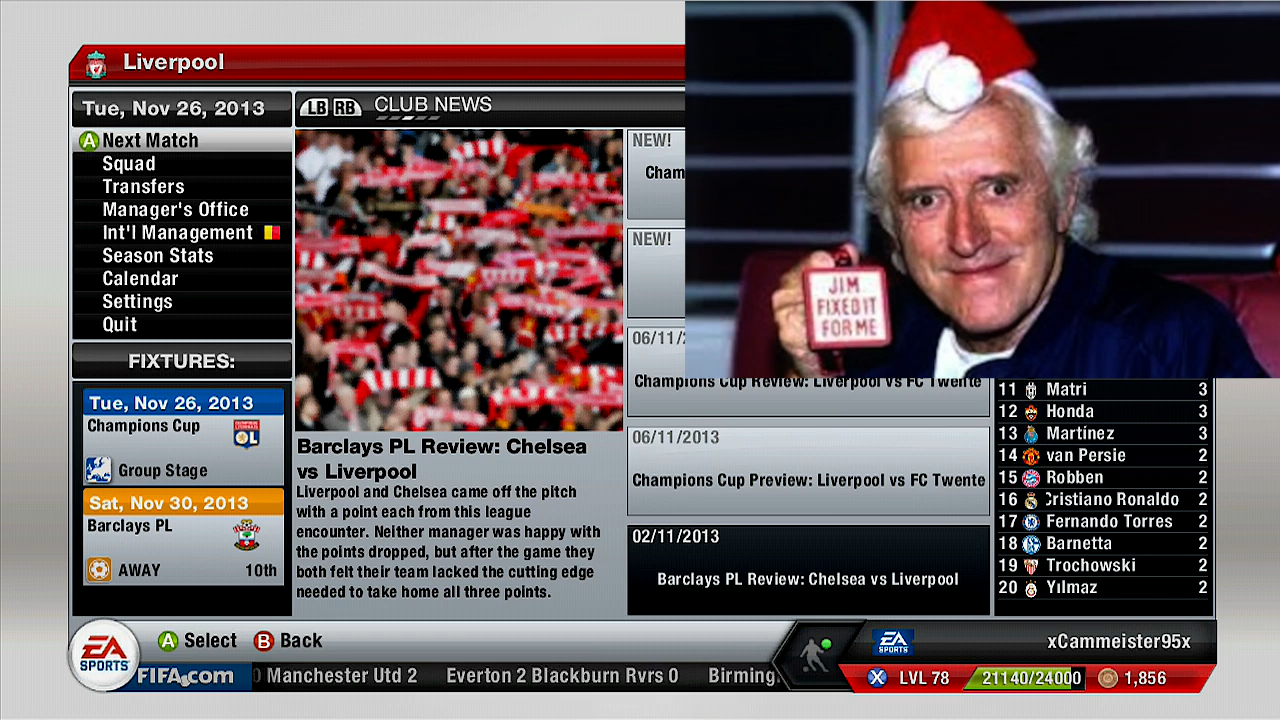 Liverpool
Tue, Nov 26, 2013
LB RB CLUB NEWS
A Next Match
Squad
Transfers
Manager's Office
Int'l Management
Season Stats
Calendar
Settings
Quit
FIXTURES:
Tue, Nov 26, 2013
Champions Cup
OL
Group Stage
Sat, Nov 30, 2013
Barclays PL
AWAY 10th
Barclays PL Review: Chelsea
vs Liverpool
Liverpool and Chelsea came off the pitch
with a point each from this league
encounter. Neither manager was happy with
the points dropped, but after the game they
both felt their team lacked the cutting edge
needed to take home all three points.
NEW!
Cham
NEW!
06/11/2
Champions Cup Review: Liverpool vs FC Twente
06/11/2013
Champions Cup Preview: Liverpool vs FC Twente
02/11/2013
Barclays PL Review: Chelsea vs Liverpool
JIM
FIXED IT
FOR ME
11 Matri 3
12 Honda 3
13 Martínez 3
14 van Persie 2
15 Robben 2
16 Cristiano Ronaldo 2
17 Fernando Torres 2
18 Barnetta 2
19 Trochowski 2
20 Yılmaz 2
EA
SPORTS
A Select B Back
EA
SPORTS
xCammeister95x
FIFA.com
0 Manchester Utd 2 Everton 2 Blackburn Rvrs 0 Birming
X LVL 78 21140/24000 1,856